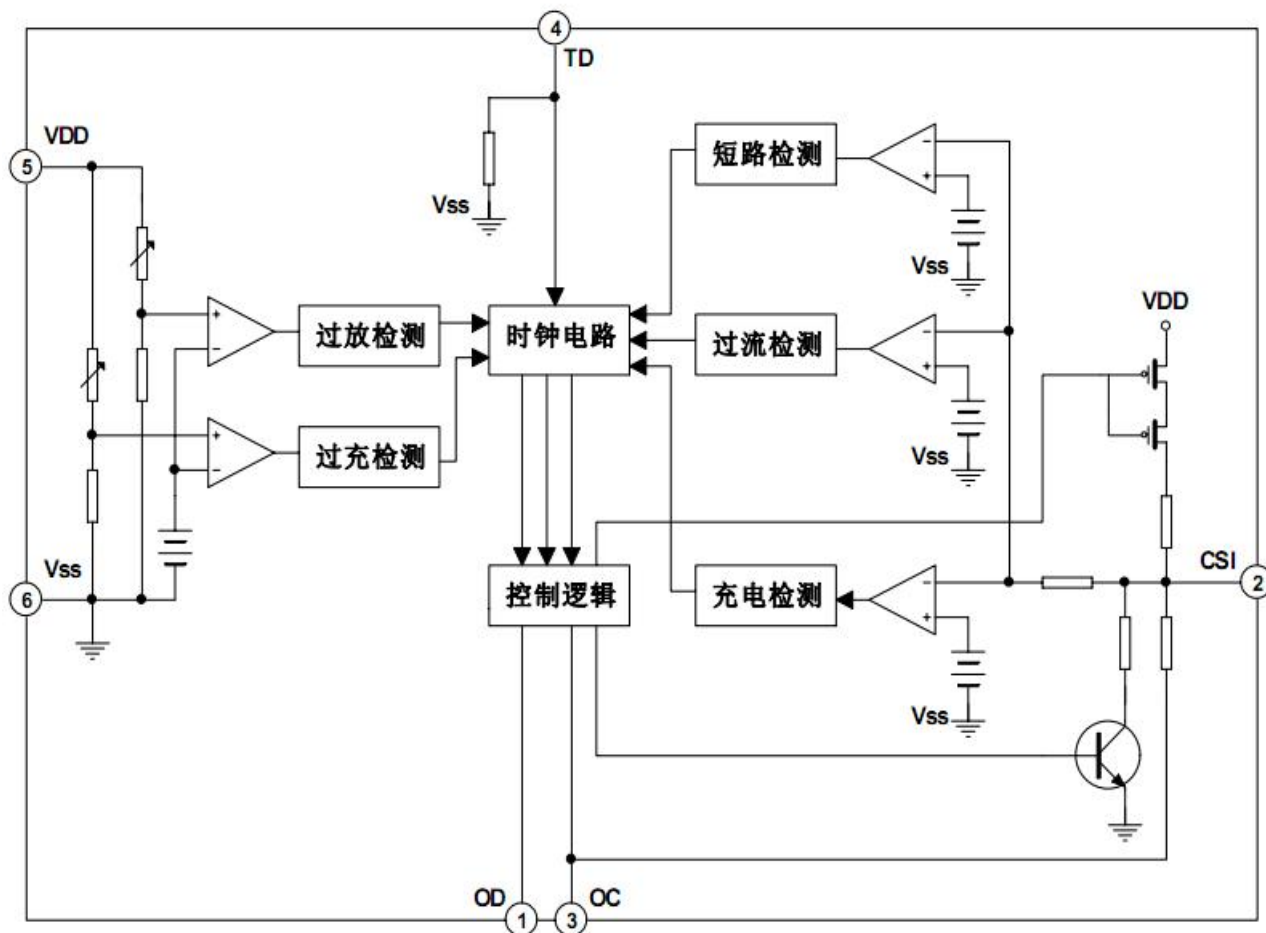 4
TD
VDD
5
短路检测
-
+
Vss
Vss
VDD
+
-
过放检测
时钟电路
过流检测
-
+
+
-
过充检测
Vss
Vss
6
控制逻辑
充电检测
-
+
CSI
2
Vss
OD
1
3
OC